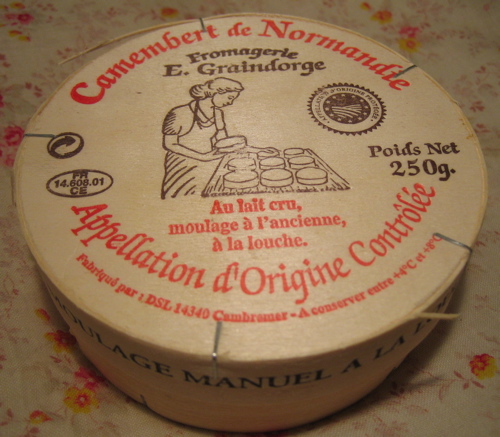 Camembert de Normandie
Fromagerie
E. Graindorge
Poids Net
250g.
FR
14.609.01
CE
Au lait cru,
moulage à l'ancienne,
à la louche.
Appellation d'Origine Contrôlée
Fabriqué par : DSL 14340 Cambremer - A conserver entre +4°C et +8°C
MOULAGE MANUEL A LA